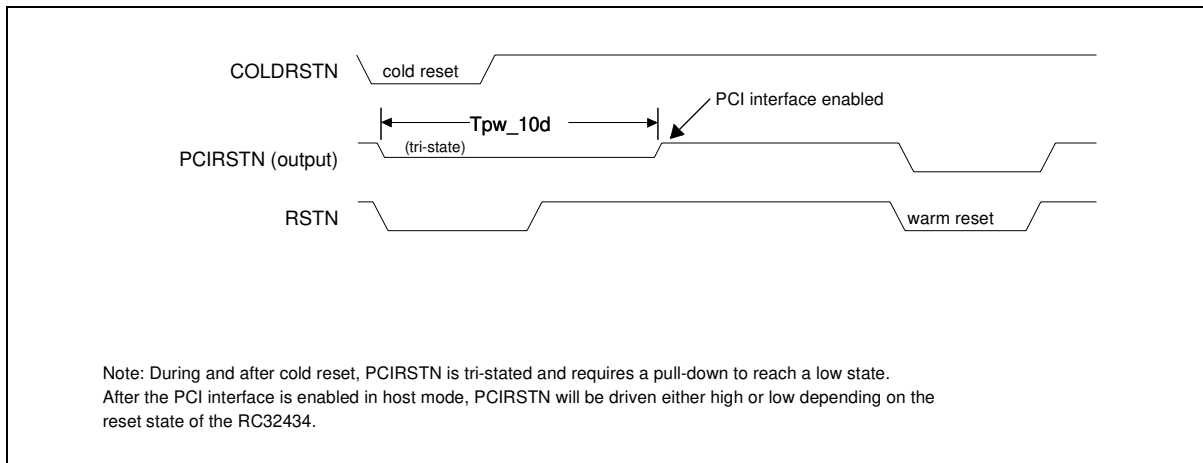 COLDRSTN
cold reset
PCI interface enabled
Tpw_10d
PCIRSTN (output)
(tri-state)
RSTN
warm reset
Note: During and after cold reset, PCIRSTN is tri-stated and requires a pull-down to reach a low state.
After the PCI interface is enabled in host mode, PCIRSTN will be driven either high or low depending on the
reset state of the RC32434.